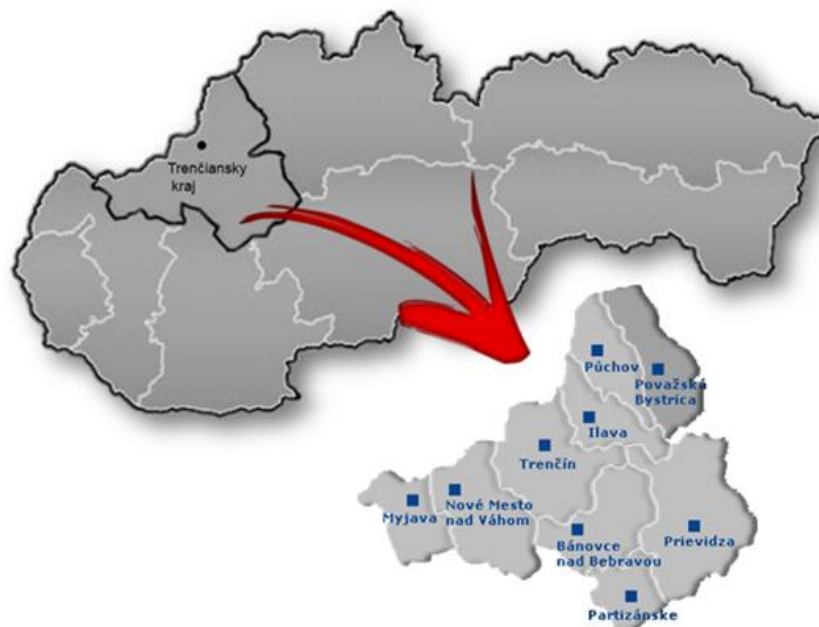 Trenčiansky
kraj
Púchov
Považská
Bystrica
Ilava
Trenčín
Nové Mesto
nad Váhom
Myjava
Bánovce
nad Bebravou
Prievidza
Partizánske